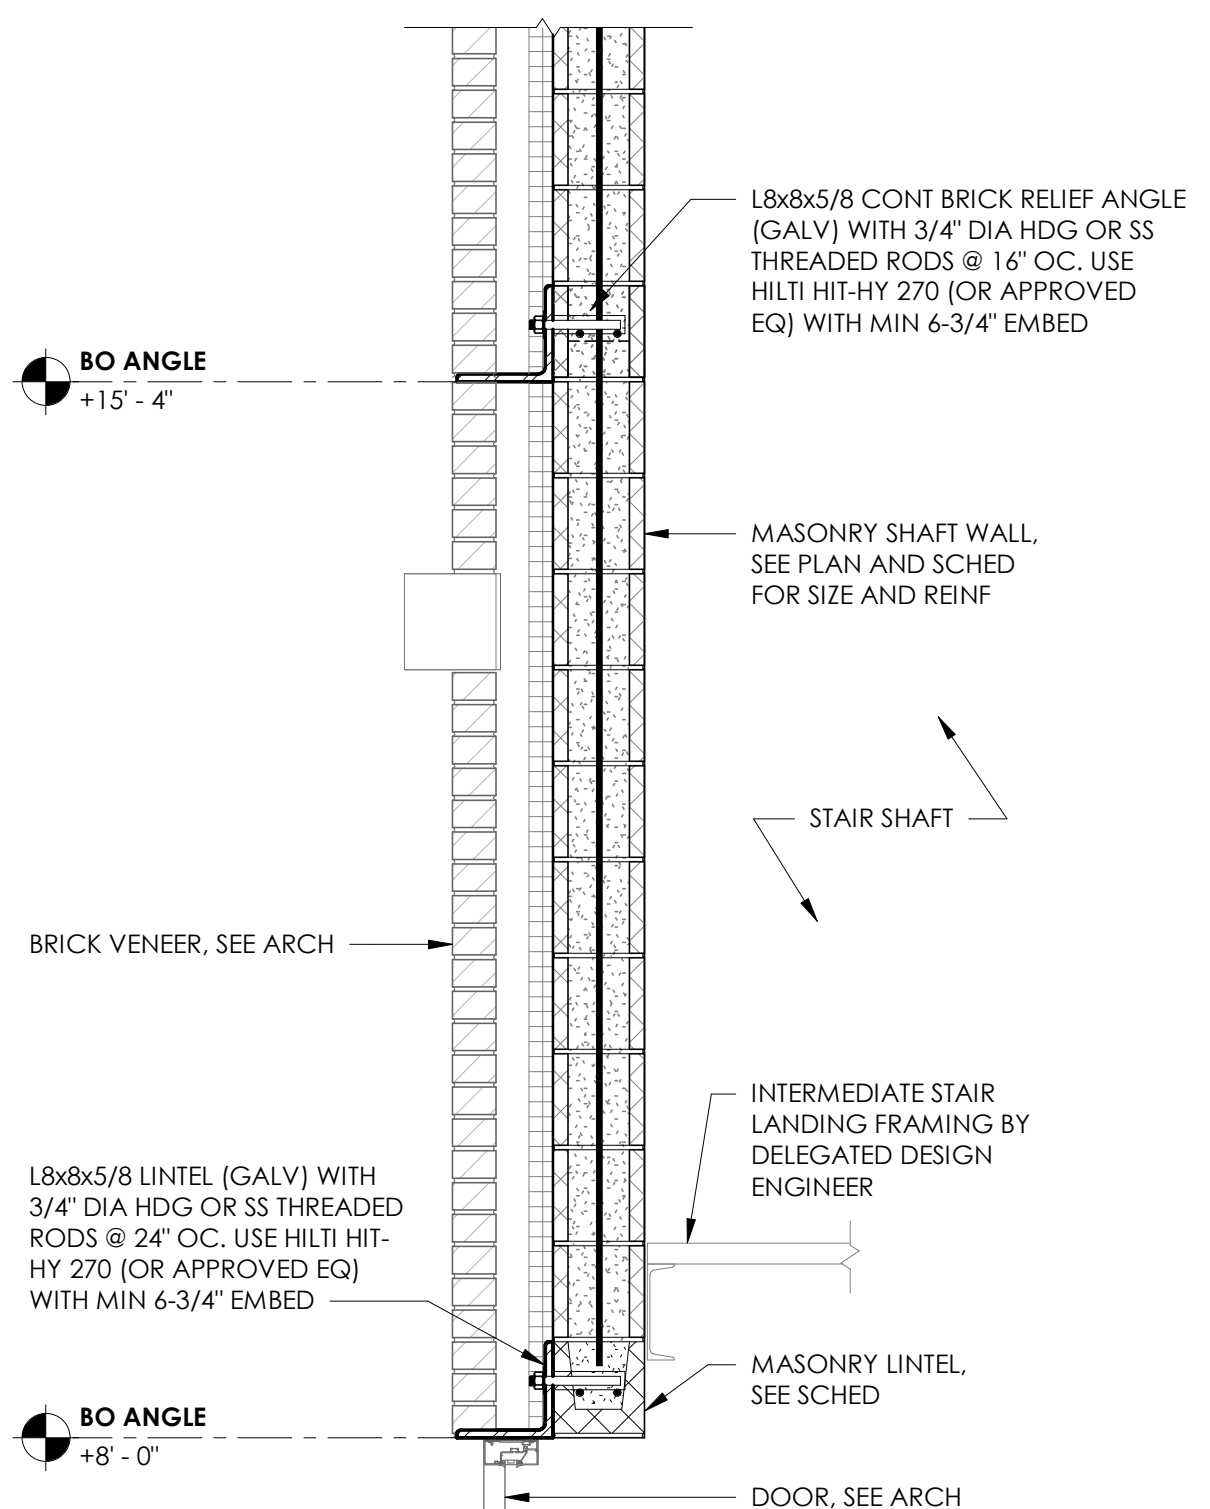 L8x8x5/8 CONT BRICK RELIEF ANGLE
(GALV) WITH 3/4" DIA HDG OR SS
THREADED RODS @ 16" OC. USE
HILTI HIT-HY 270 (OR APPROVED
EQ) WITH MIN 6-3/4" EMBED
BO ANGLE
+15' - 4"
MASONRY SHAFT WALL,
SEE PLAN AND SCHED
FOR SIZE AND REINF
STAIR SHAFT
BRICK VENEER, SEE ARCH
INTERMEDIATE STAIR
LANDING FRAMING BY
DELEGATED DESIGN
ENGINEER
L8x8x5/8 LINTEL (GALV) WITH
3/4" DIA HDG OR SS THREADED
RODS @ 24" OC. USE HILTI HIT-
HY 270 (OR APPROVED EQ)
WITH MIN 6-3/4" EMBED
MASONRY LINTEL,
SEE SCHED
BO ANGLE
+8' - 0"
DOOR, SEE ARCH